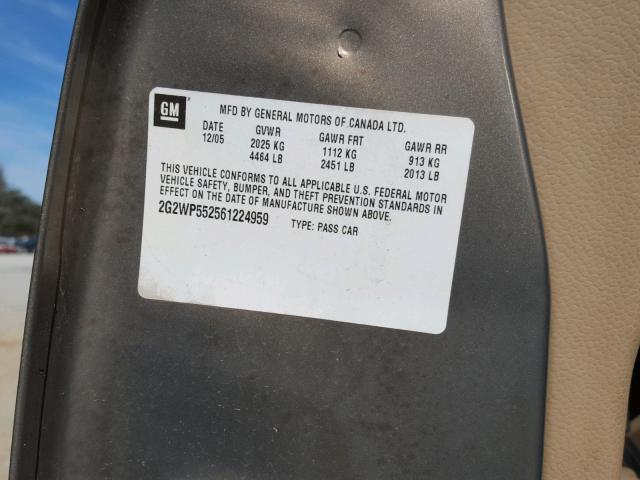 GM
MFD BY GENERAL MOTORS OF CANADA LTD.
DATE GVWR GAWR FRT GAWR RR
12/05 2025 KG 1112 KG 913 KG
4464 LB 2451 LB 2013 LB
THIS VEHICLE CONFORMS TO ALL APPLICABLE U.S. FEDERAL MOTOR
VEHICLE SAFETY, BUMPER, AND THEFT PREVENTION STANDARDS IN
EFFECT ON THE DATE OF MANUFACTURE SHOWN ABOVE.
2G2WP552561224959
TYPE: PASS CAR